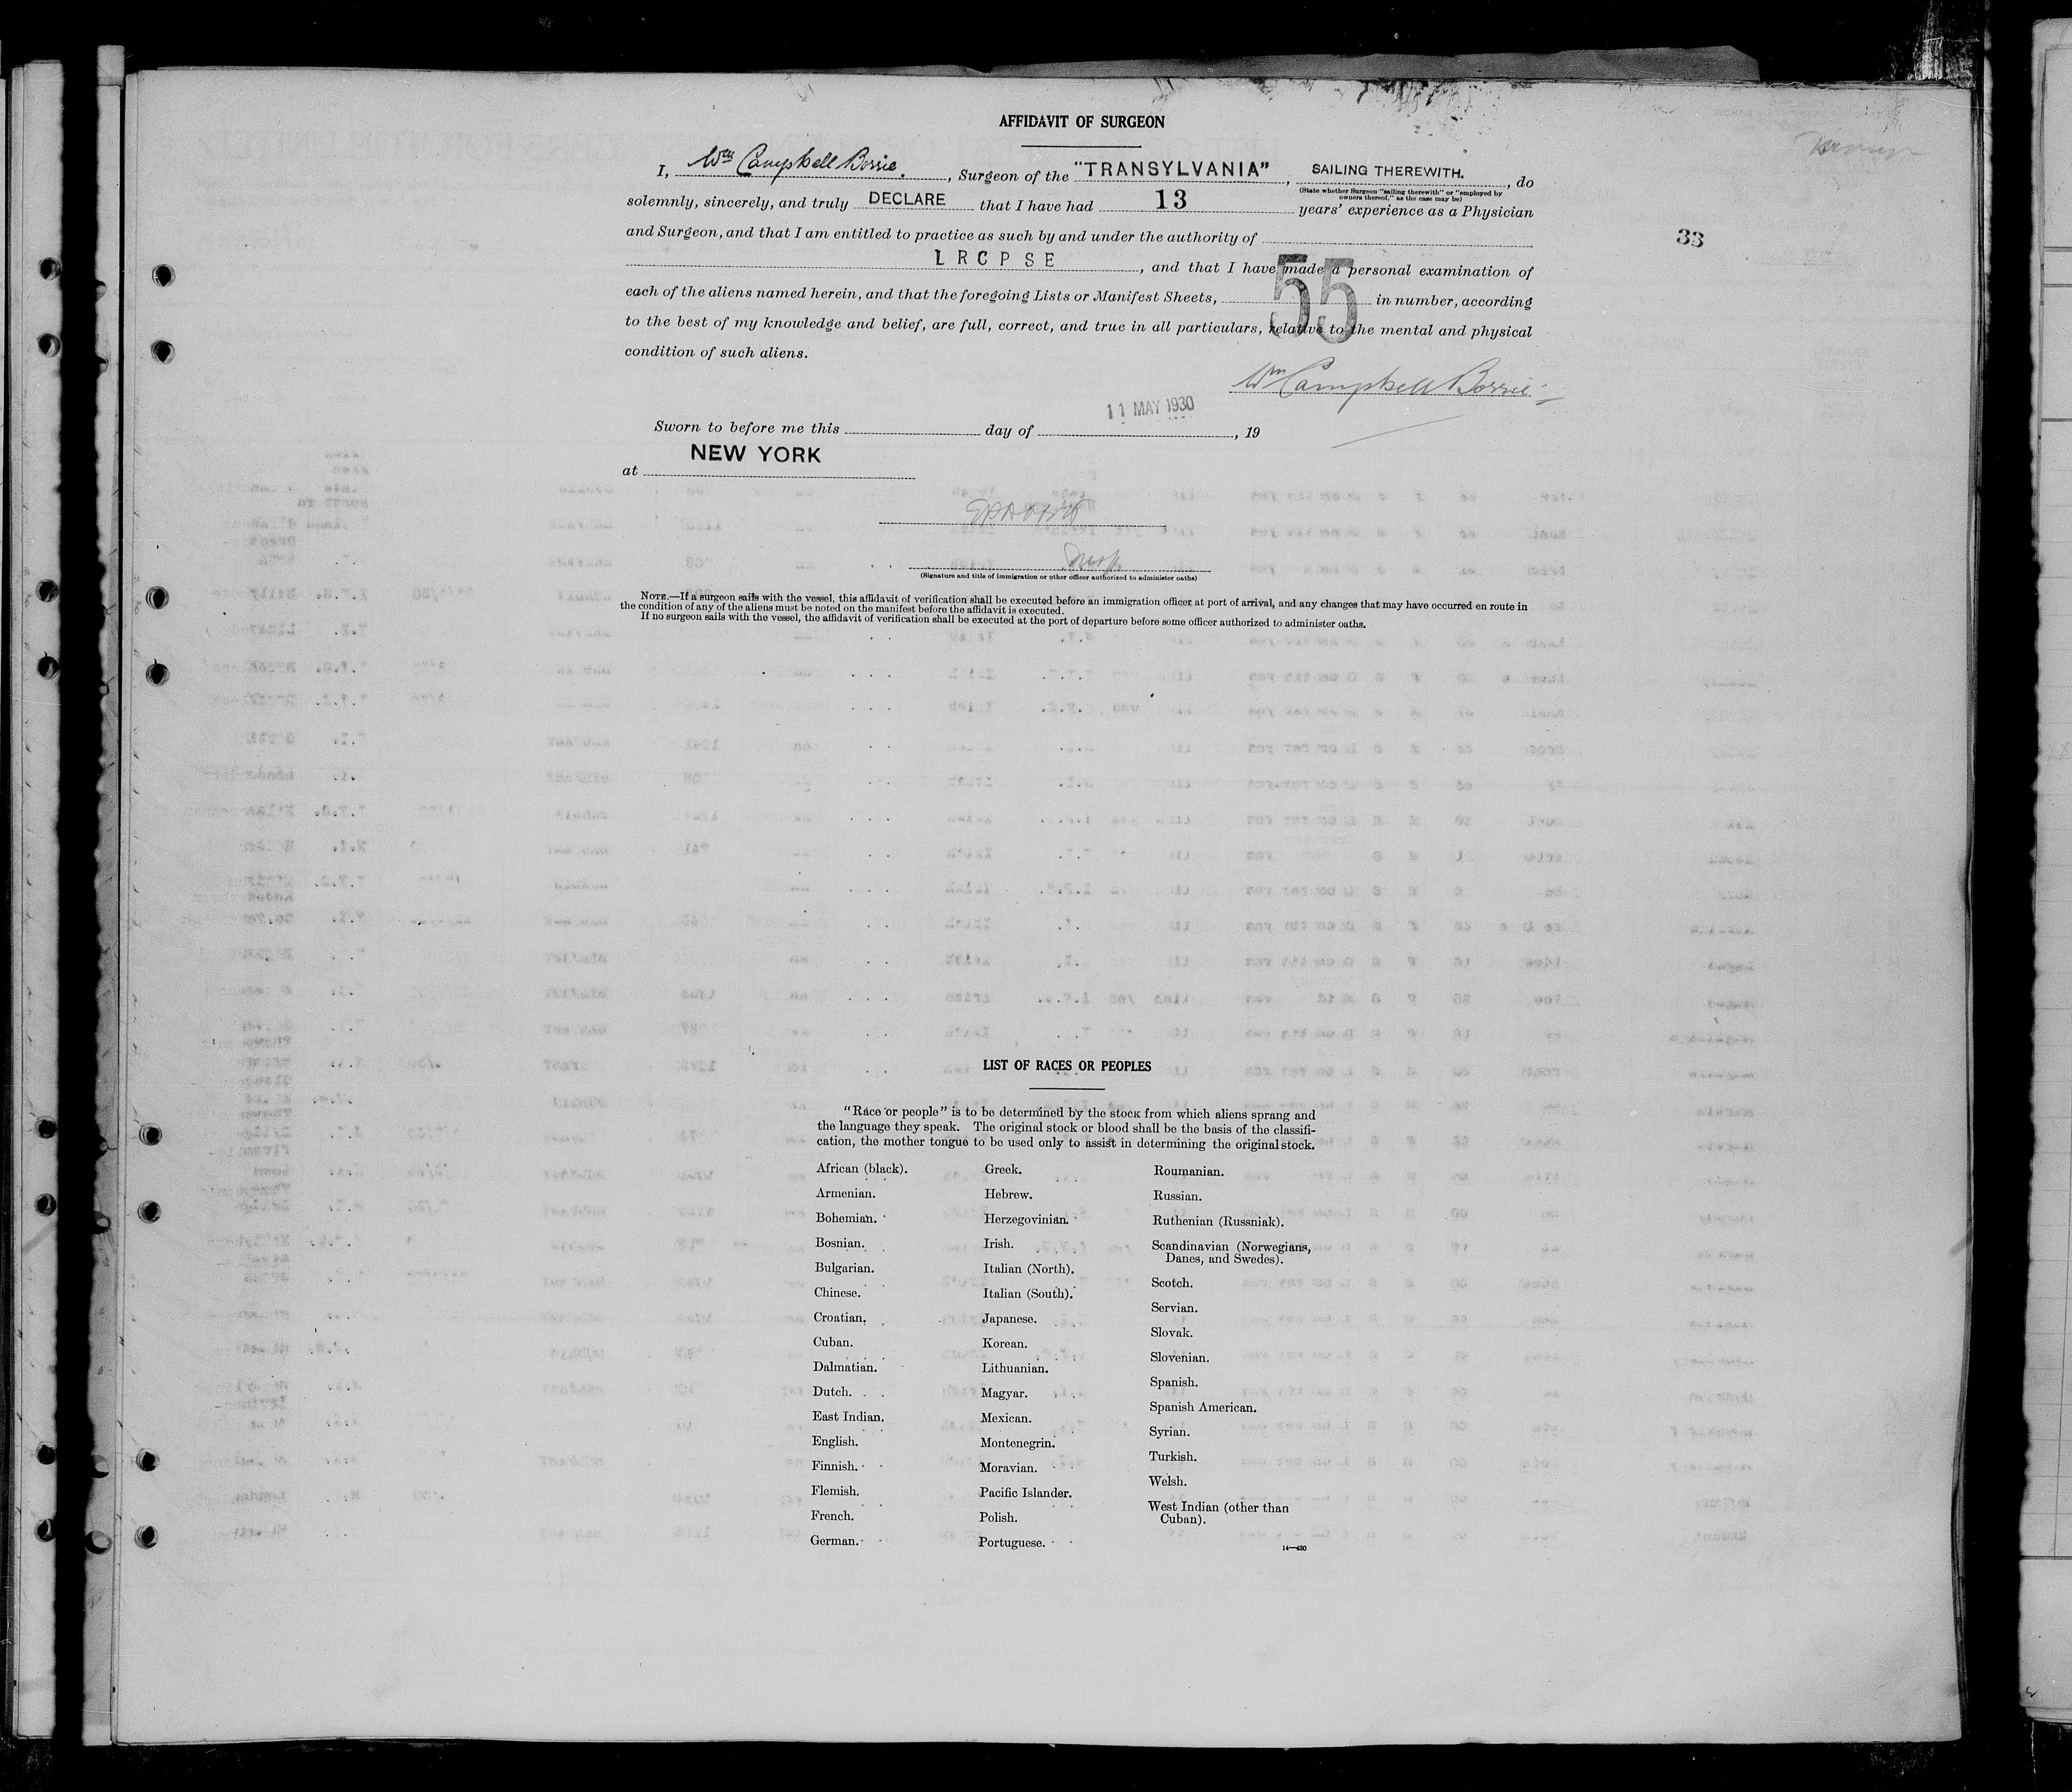 AFFIDAVIT OF SURGEON
I, Wm Campbell Borrie, Surgeon of the "TRANSYLVANIA", SAILING THEREWITH. , do
(State whether Surgeon "sailing therewith" or "employed by
owners thereof," as the case may be)
solemnly, sincerely, and truly DECLARE that I have had 13 years' experience as a Physician
and Surgeon, and that I am entitled to practice as such by and under the authority of
33
L R C P S E , and that I have made a personal examination of
each of the aliens named herein, and that the foregoing Lists or Manifest Sheets, 55 in number, according
to the best of my knowledge and belief, are full, correct, and true in all particulars, relative to the mental and physical
condition of such aliens.
Wm Campbell Borrie
11 MAY 1930
Sworn to before me this day of , 19
at NEW YORK
(Signature and title of immigration or other officer authorized to administer oaths)
NOTE.—If a surgeon sails with the vessel, this affidavit of verification shall be executed before an immigration officer at port of arrival, and any changes that may have occurred en route in
the condition of any of the aliens must be noted on the manifest before the affidavit is executed.
If no surgeon sails with the vessel, the affidavit of verification shall be executed at the port of departure before some officer authorized to administer oaths.
LIST OF RACES OR PEOPLES
"Race or people" is to be determined by the stock from which aliens sprang and
the language they speak. The original stock or blood shall be the basis of the classifi-
cation, the mother tongue to be used only to assist in determining the original stock.
African (black).
Armenian.
Bohemian.
Bosnian.
Bulgarian.
Chinese.
Croatian.
Cuban.
Dalmatian.
Dutch.
East Indian.
English.
Finnish.
Flemish.
French.
German.
Greek.
Hebrew.
Herzegovinian.
Irish.
Italian (North).
Italian (South).
Japanese.
Korean.
Lithuanian.
Magyar.
Mexican.
Montenegrin.
Moravian.
Pacific Islander.
Polish.
Portuguese.
Roumanian.
Russian.
Ruthenian (Russniak).
Scandinavian (Norwegians,
Danes, and Swedes).
Scotch.
Servian.
Slovak.
Slovenian.
Spanish.
Spanish American.
Syrian.
Turkish.
Welsh.
West Indian (other than
Cuban).
14—430